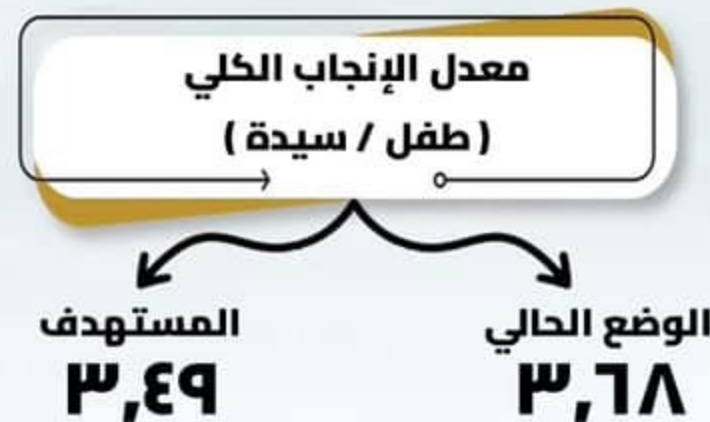 معدل الإنجاب الكلي
( طفل / سيدة )
الوضع الحالي
٣,٦٨
المستهدف
٣,٤٩